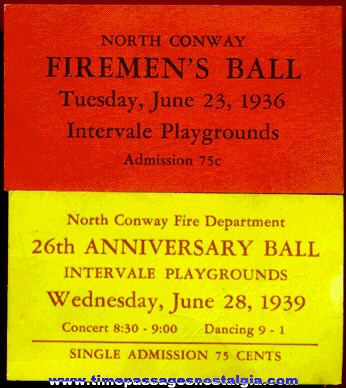 NORTH CONWAY
FIREMEN'S BALL
Tuesday, June 23, 1936
Intervale Playgrounds
Admission 75c
North Conway Fire Department
26th ANNIVERSARY BALL
INTERVALE PLAYGROUNDS
Wednesday, June 28, 1939
Concert 8:30 - 9:00 Dancing 9 - 1
SINGLE ADMISSION 75 CENTS
www.timepassagesnostalgia.com